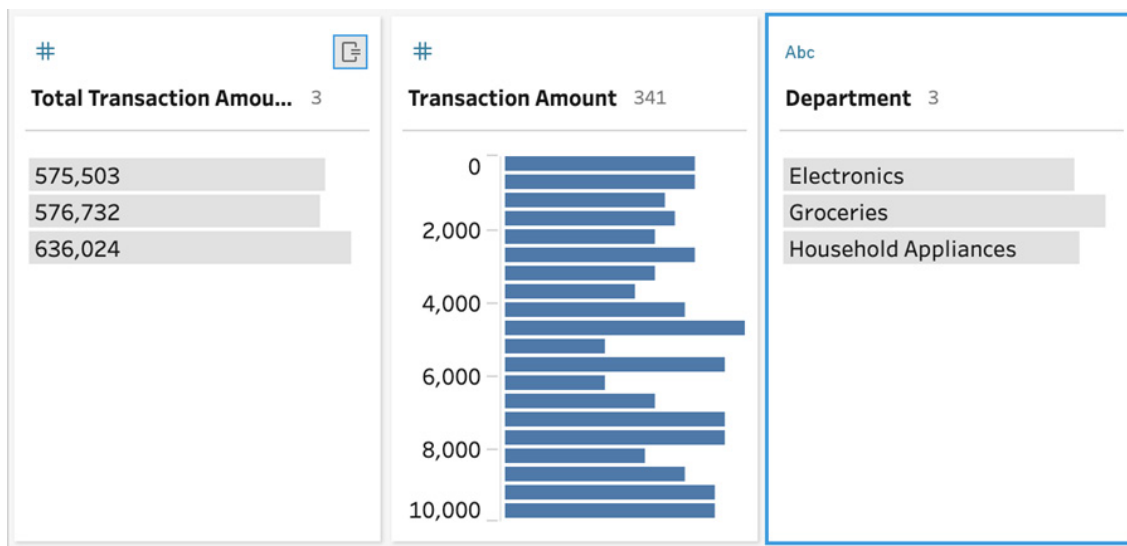 #
Total Transaction Amou... 3
575,503
576,732
636,024
#
Transaction Amount 341
0
2,000
4,000
6,000
8,000
10,000
Abc
Department 3
Electronics
Groceries
Household Appliances